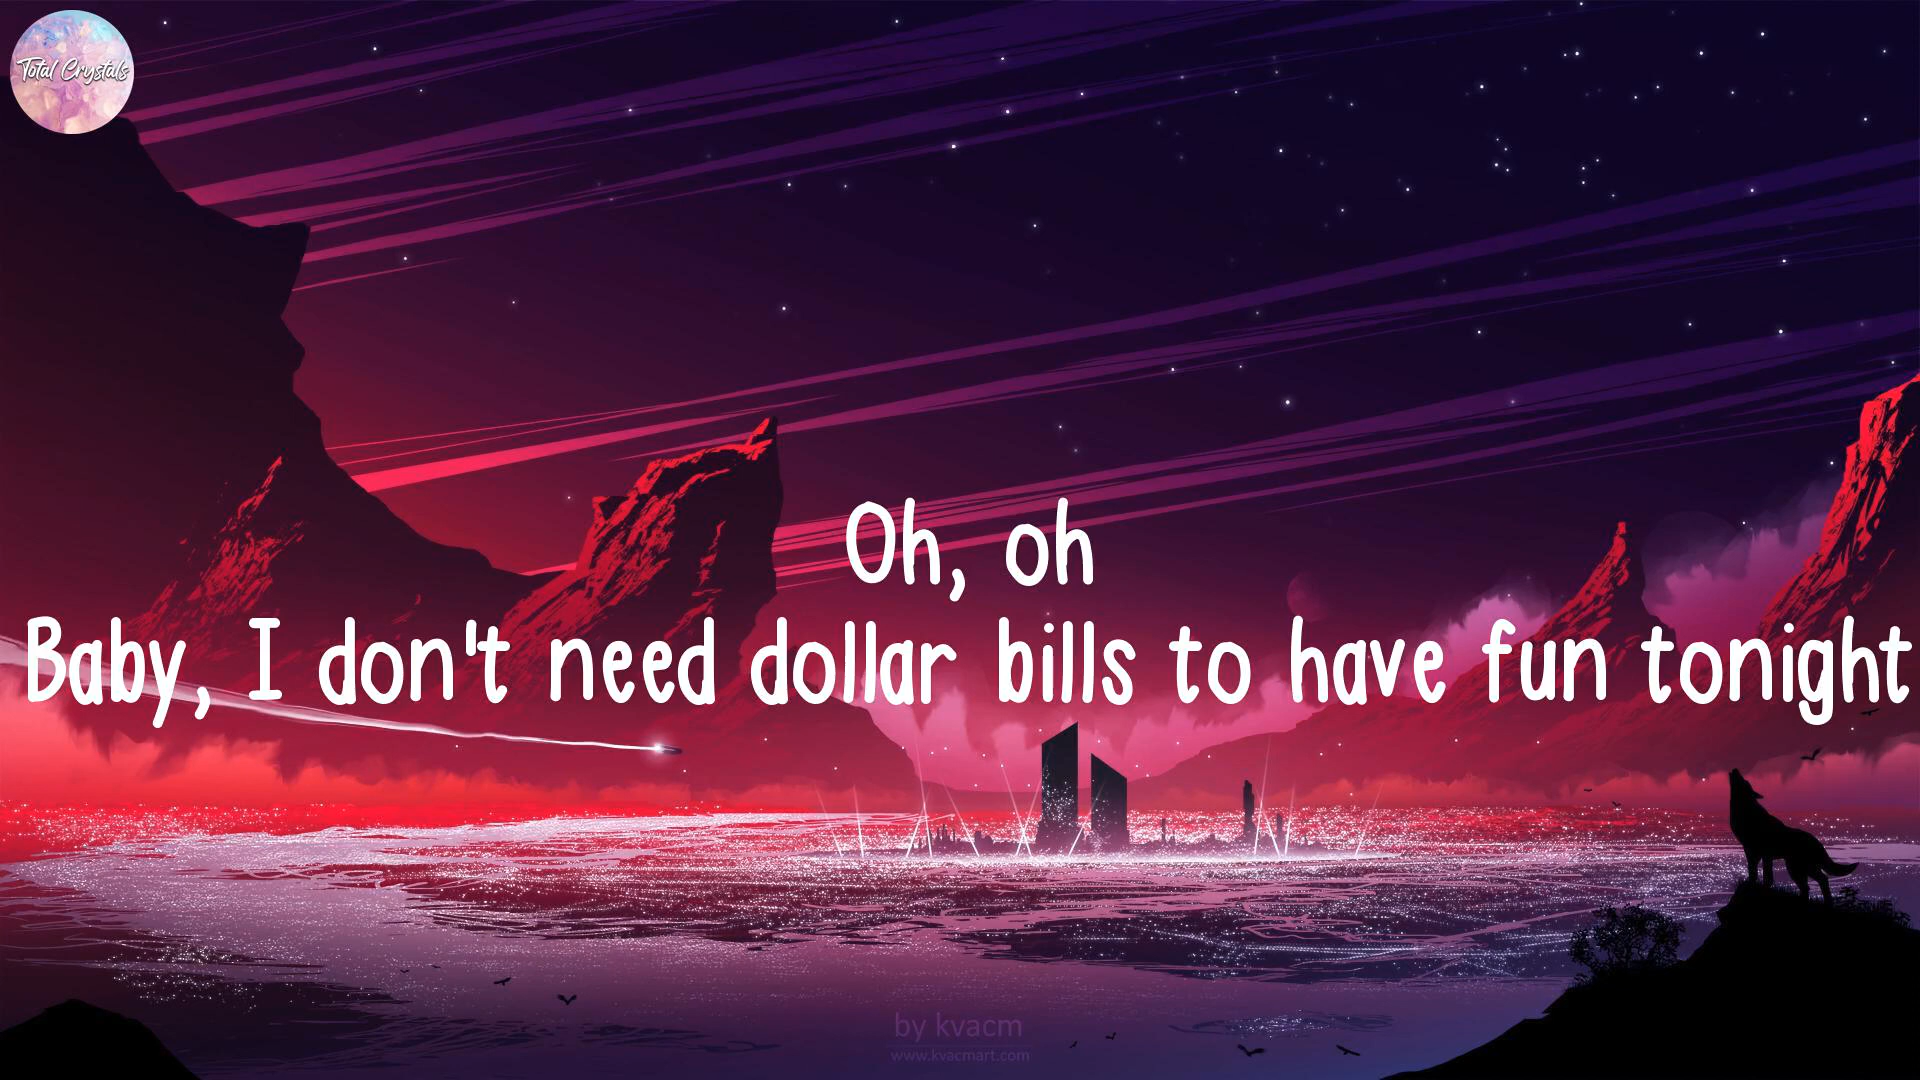 Total Crystals
Oh, oh
Baby, I don't need dollar bills to have fun tonight
by kvacm
www.kvacmart.com